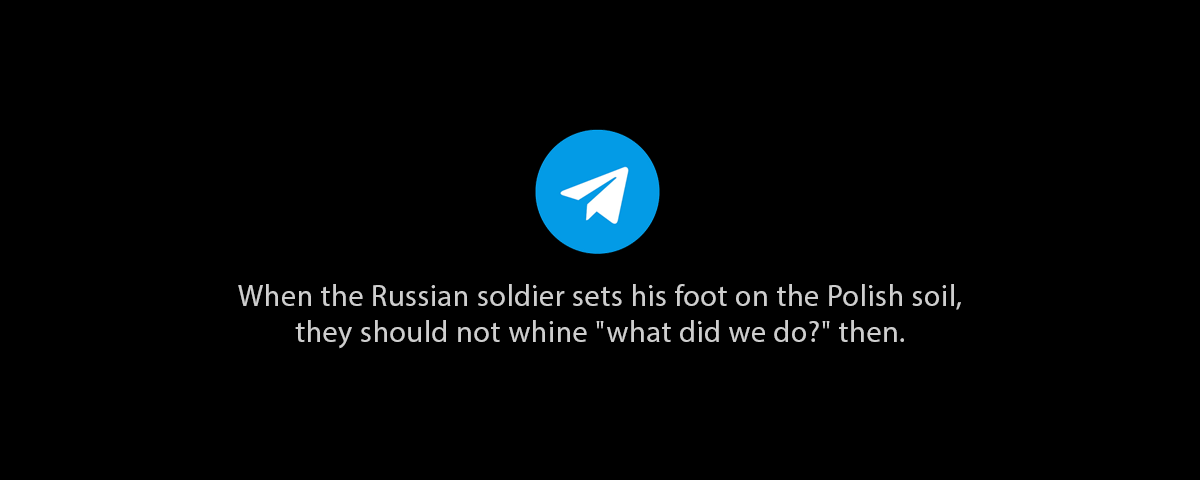 When the Russian soldier sets his foot on the Polish soil,
they should not whine "what did we do?" then.